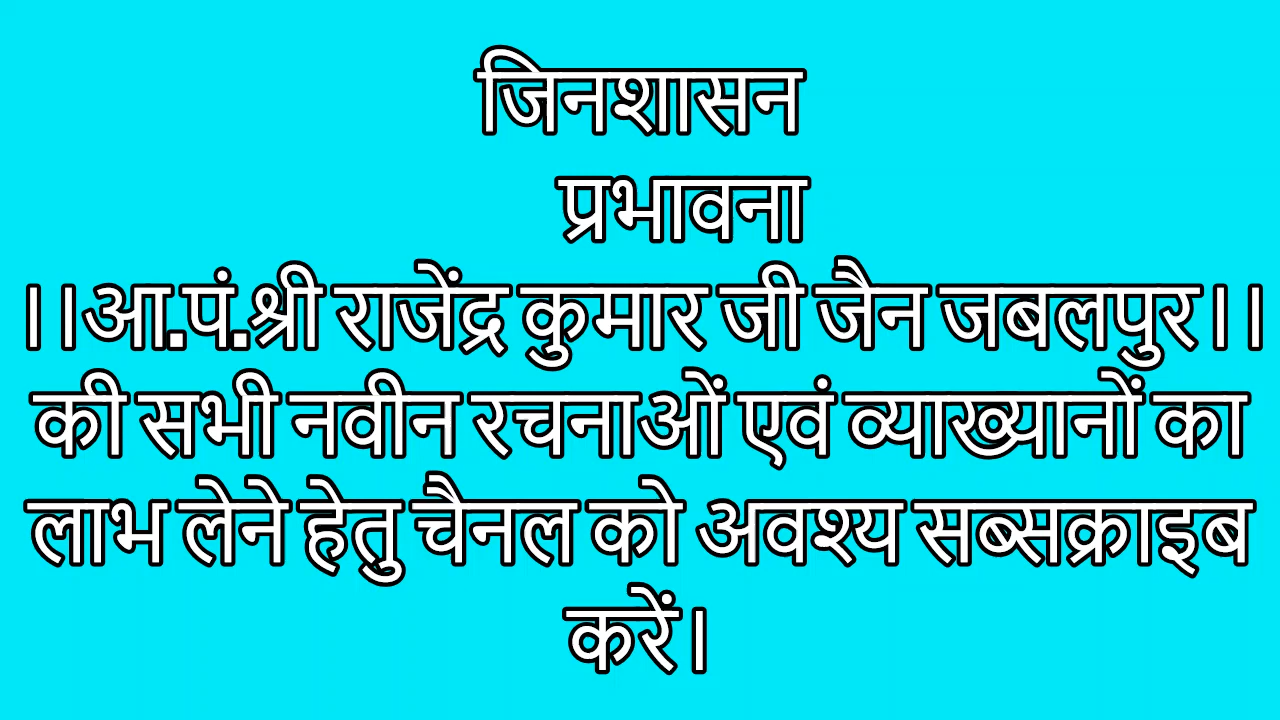 जिनशासन
प्रभावना
।।आ.पं.श्री राजेंद्र कुमार जी जैन जबलपुर।।
की सभी नवीन रचनाओं एवं व्याख्यानों का
लाभ लेने हेतु चैनल को अवश्य सब्सक्राइब
करें।